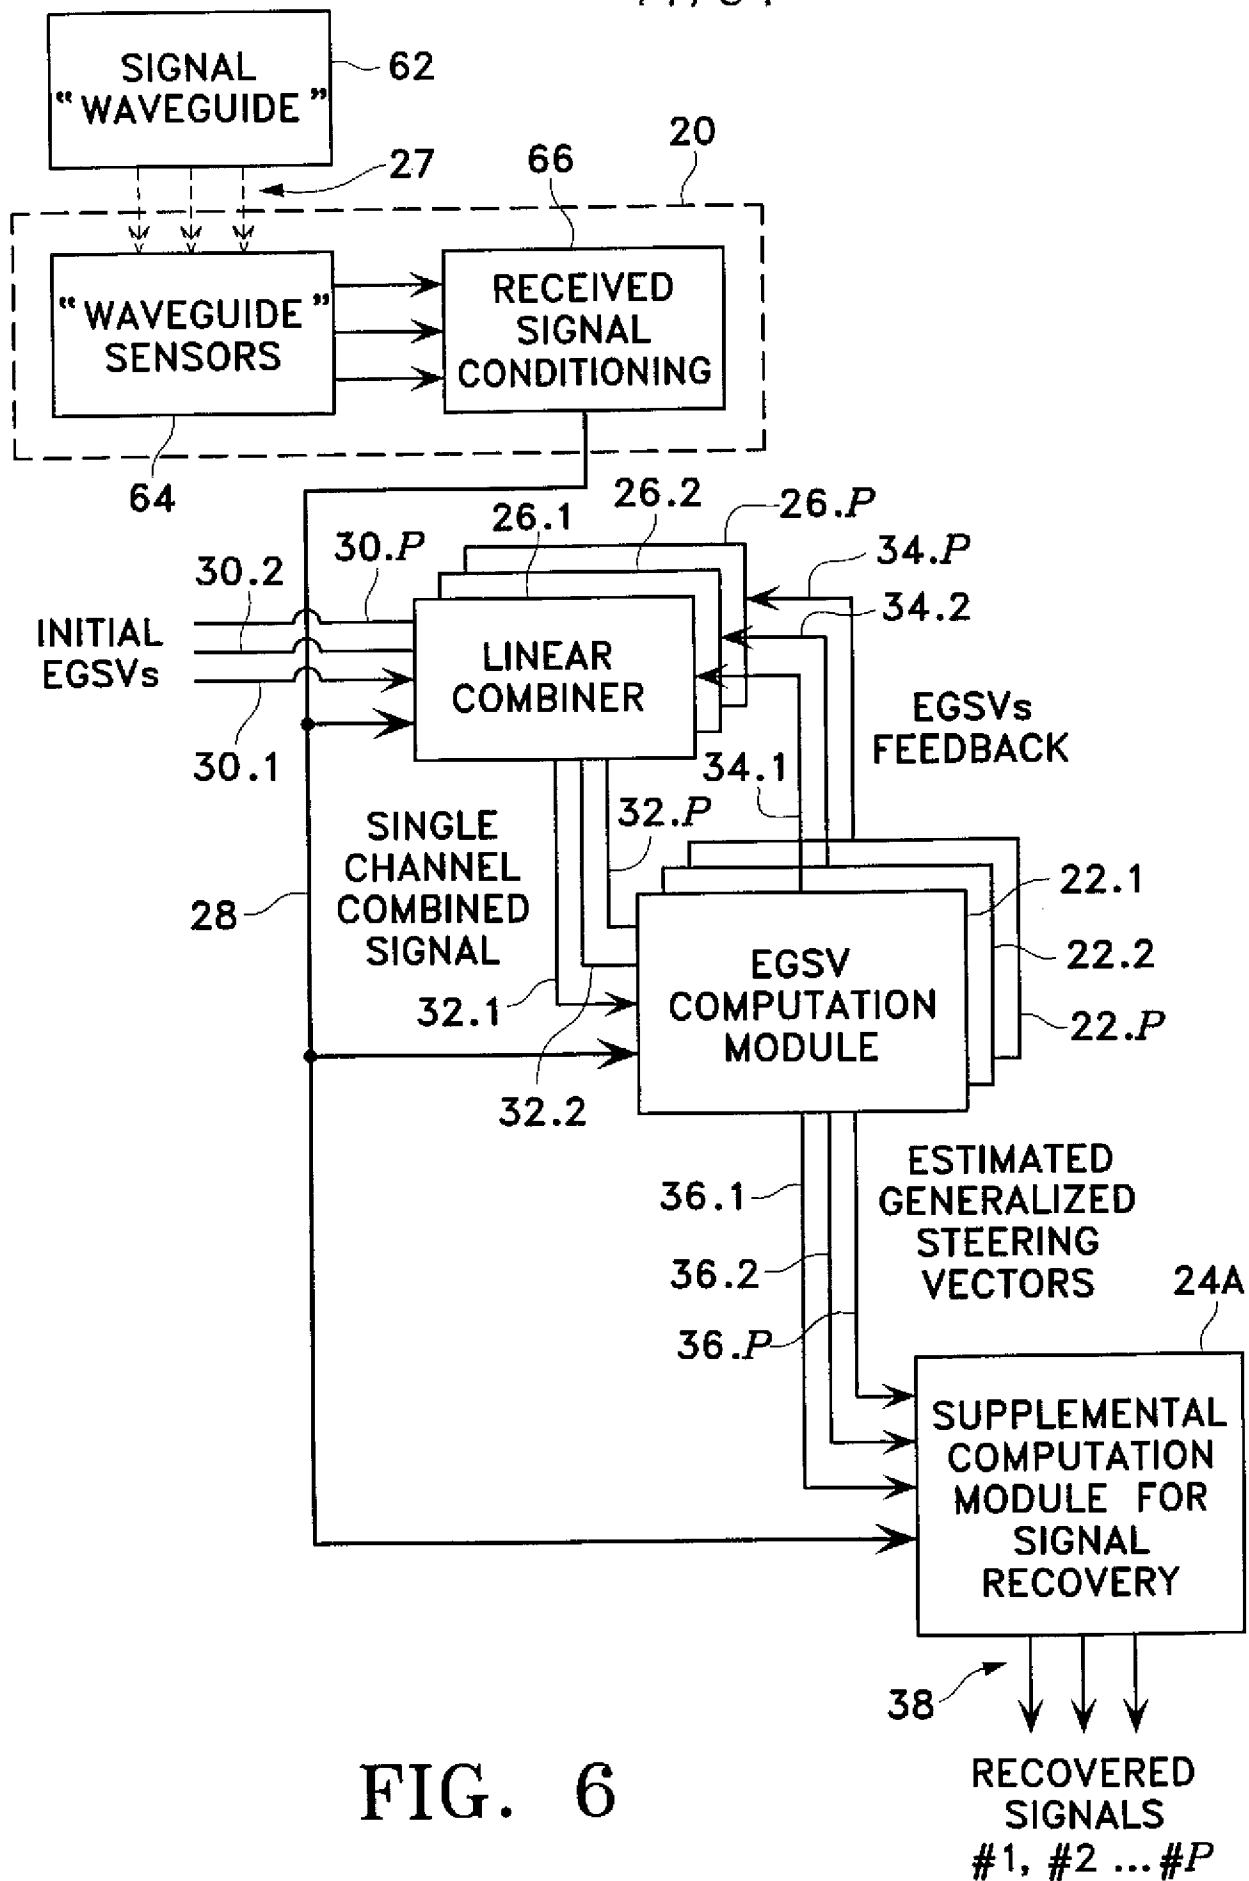 SIGNAL
“WAVEGUIDE”
62
27
20
66
“WAVEGUIDE”
SENSORS
RECEIVED
SIGNAL
CONDITIONING
64
26.1
26.2
26.P
30.P
30.2
34.P
34.2
INITIAL
EGSVs
LINEAR
COMBINER
30.1
EGSVs
FEEDBACK
34.1
32.P
SINGLE
CHANNEL
COMBINED
SIGNAL
28
22.1
22.2
22.P
EGSV
COMPUTATION
MODULE
32.1
32.2
ESTIMATED
GENERALIZED
STEERING
VECTORS
36.1
36.2
36.P
24A
SUPPLEMENTAL
COMPUTATION
MODULE FOR
SIGNAL
RECOVERY
38
RECOVERED
SIGNALS
#1, #2 ... #P
FIG. 6